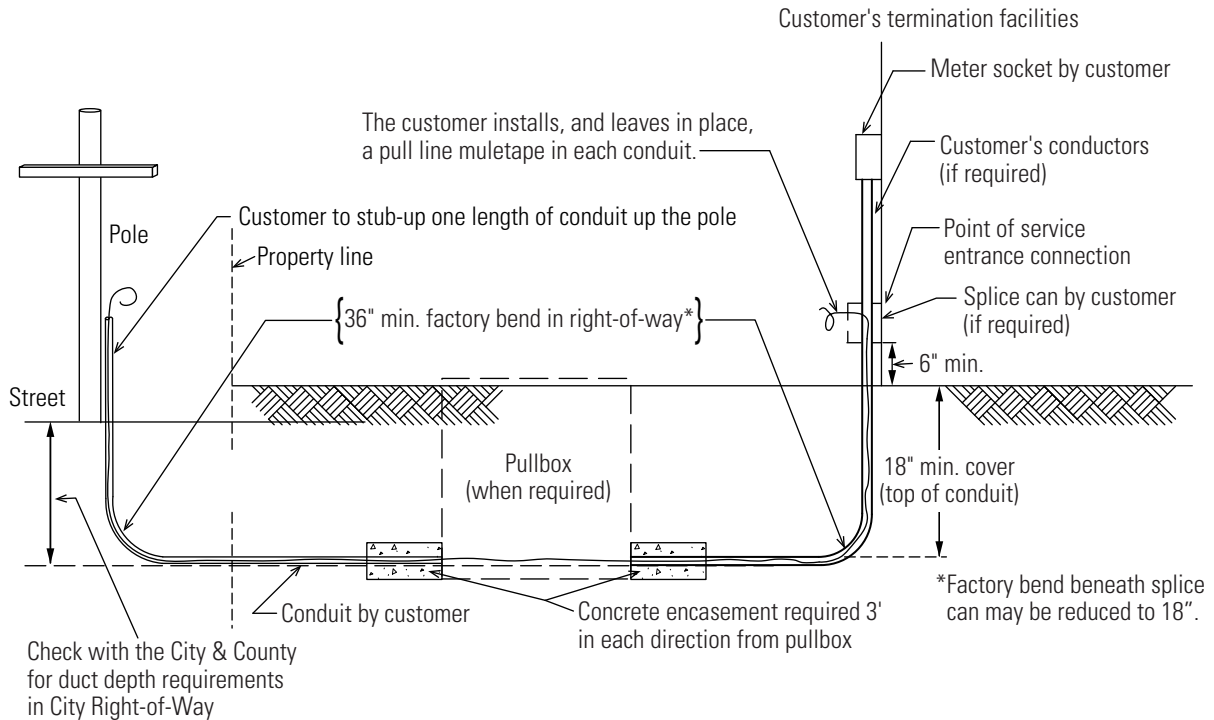 Customer's termination facilities
Meter socket by customer
The customer installs, and leaves in place,
a pull line muletape in each conduit.
Customer's conductors
(if required)
Customer to stub-up one length of conduit up the pole
Pole
Point of service
entrance connection
Property line
Splice can by customer
(if required)
{36" min. factory bend in right-of-way*}
6" min.
Street
Pullbox
(when required)
18" min. cover
(top of conduit)
*Factory bend beneath splice
can may be reduced to 18”.
Conduit by customer
Concrete encasement required 3'
in each direction from pullbox
Check with the City & County
for duct depth requirements
in City Right-of-Way